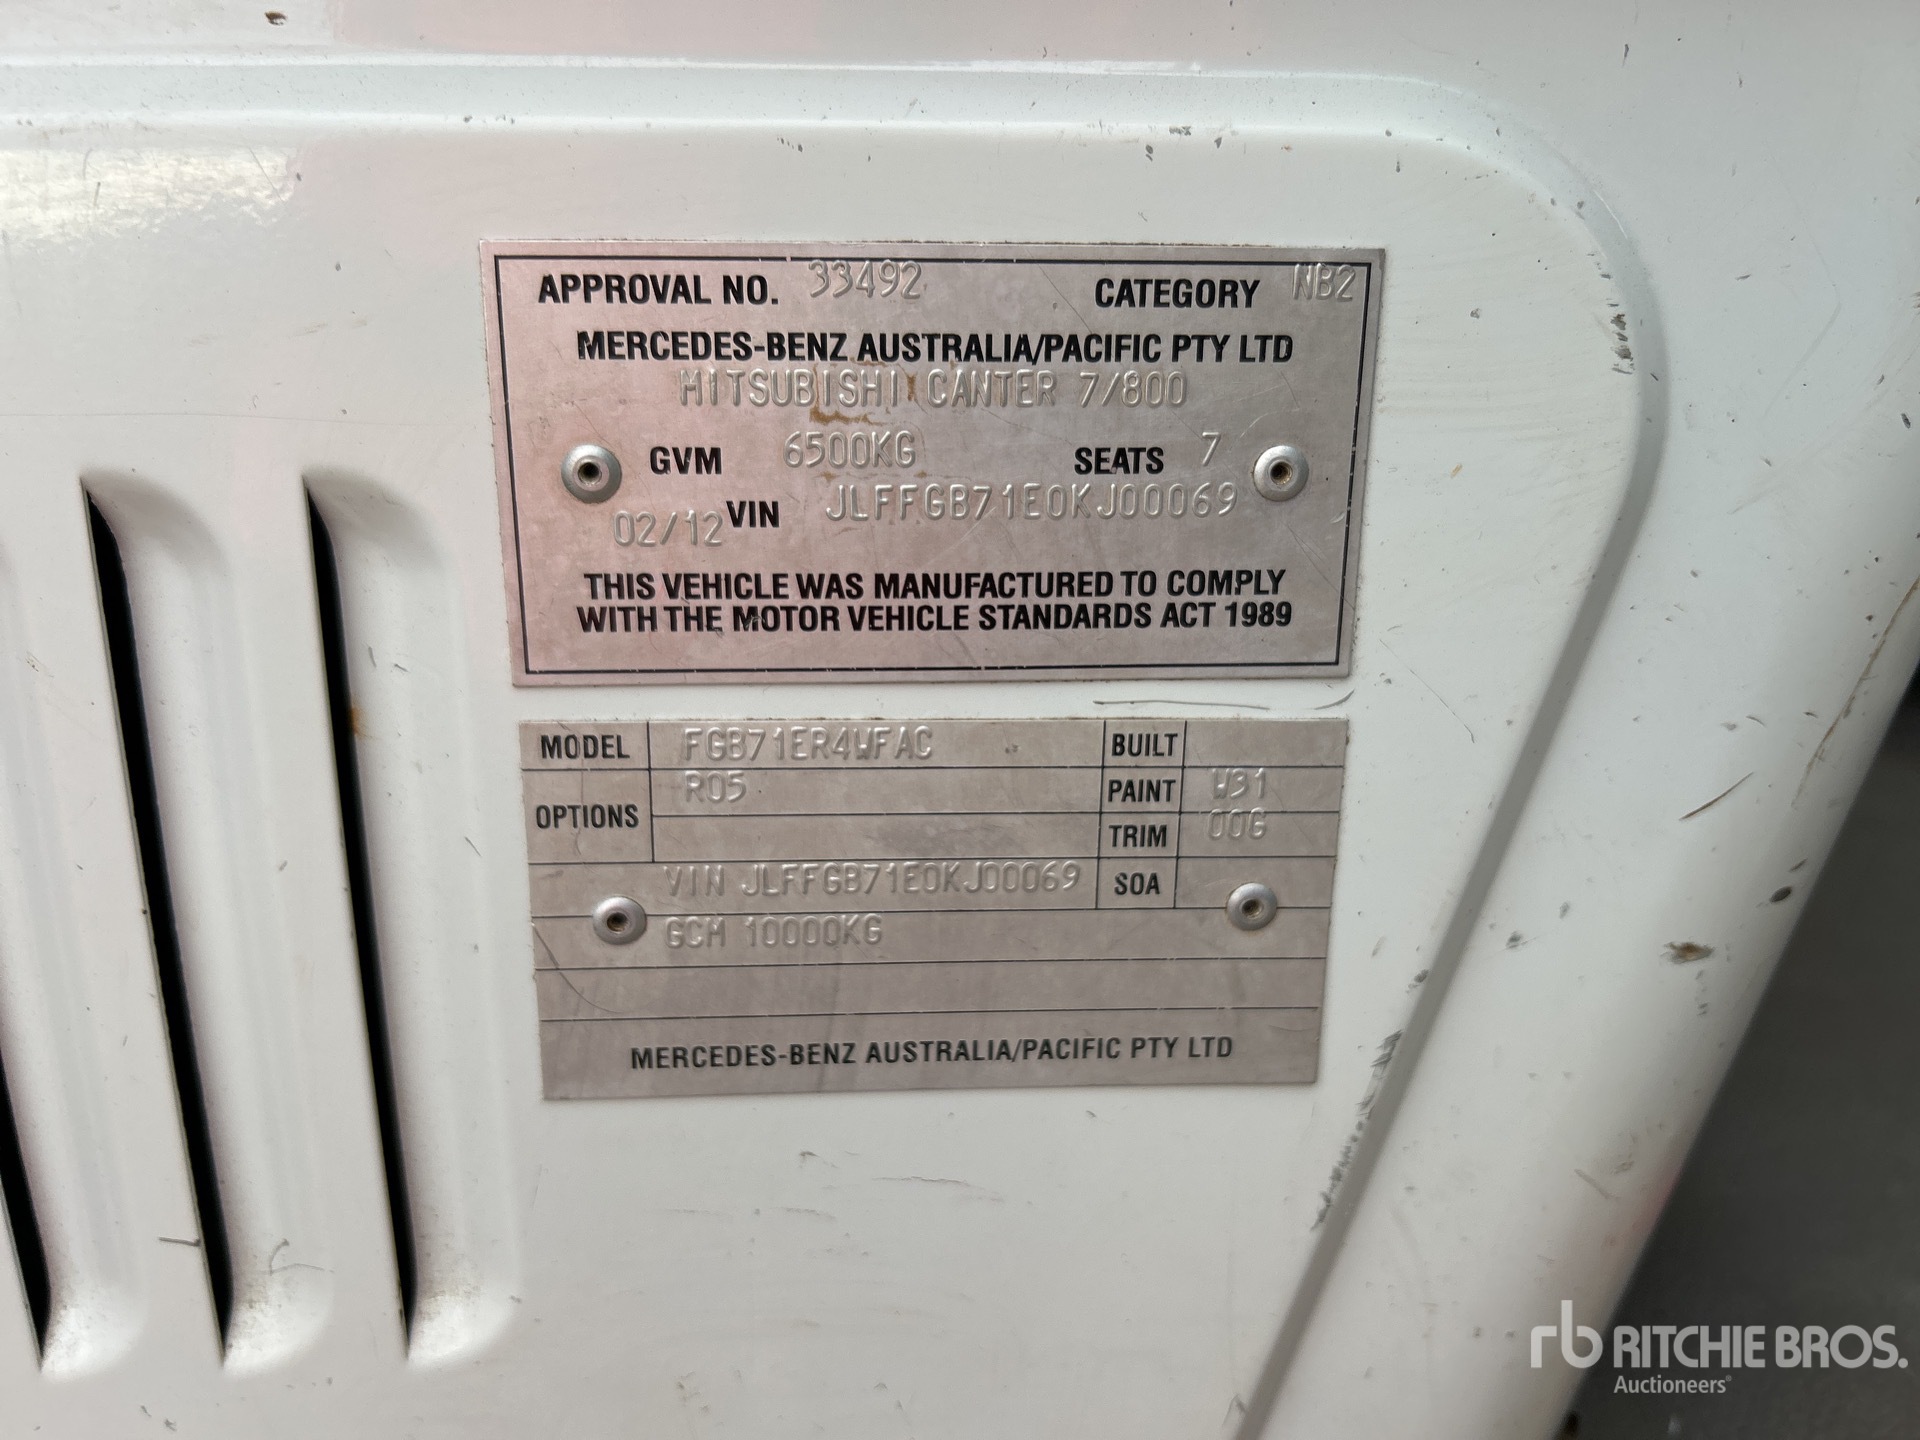 APPROVAL NO. 33492 CATEGORY NB2
MERCEDES-BENZ AUSTRALIA/PACIFIC PTY LTD
MITSUBISHI CANTER 7/800
GVM 6500KG SEATS 7
02/12 VIN JLFFGB71E0KJ00069
THIS VEHICLE WAS MANUFACTURED TO COMPLY
WITH THE MOTOR VEHICLE STANDARDS ACT 1989
MODEL FGB71ER4WFAC BUILT
OPTIONS R05 PAINT W31
TRIM 00G
VIN JLFFGB71E0KJ00069 SOA
GCM 10000KG
MERCEDES-BENZ AUSTRALIA/PACIFIC PTY LTD
rb RITCHIE BROS.
Auctioneers